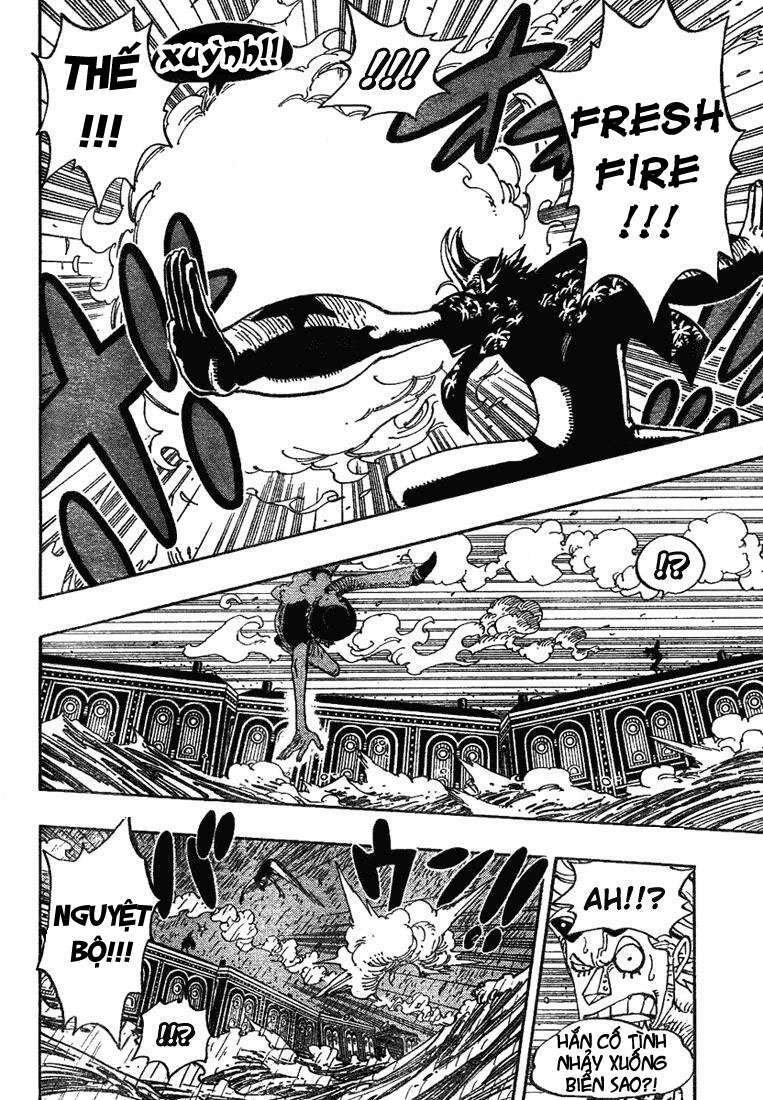 FRESH
FIRE
!!!
!!!
xuỳnh!!
THẾ
!!!
!?
AH!!?
HẮN CỐ TÌNH
NHẢY XUỐNG
BIỂN SAO?!
NGUYỆT
BỘ!!!
!!?